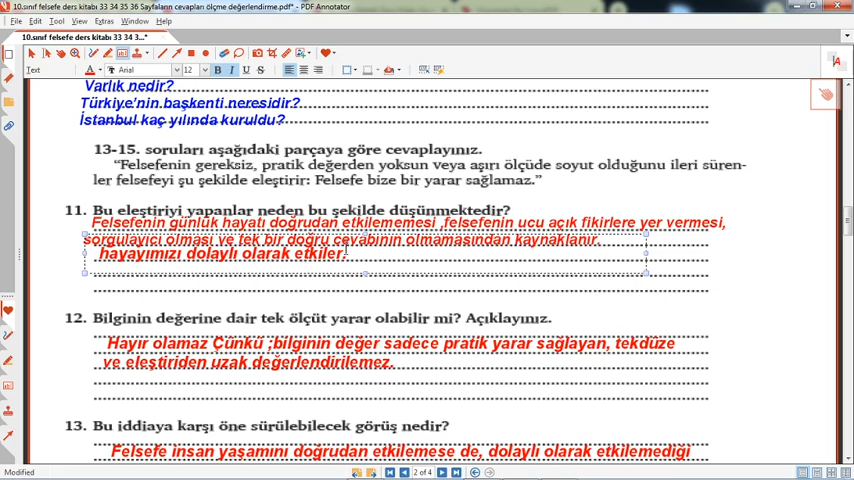 10.sınıf felsefe ders kitabı 33 34 35 36 Sayfaların cevapları ölçme değerlendirme.pdf* - PDF Annotator
File Edit Tool View Extras Window Help
10.sınıf felsefe ders kitabı 33 34 3...*
Text Arial 12 B I U S
Varlık nedir?
Türkiye'nin başkenti neresidir?
İstanbul kaç yılında kuruldu?
13-15. soruları aşağıdaki parçaya göre cevaplayınız.
"Felsefenin gereksiz, pratik değerden yoksun veya aşırı ölçüde soyut olduğunu ileri süren-
ler felsefeyi şu şekilde eleştirir: Felsefe bize bir yarar sağlamaz."
11. Bu eleştiriyi yapanlar neden bu şekilde düşünmektedir?
Felsefenin günlük hayatı doğrudan etkilememesi ,felsefenin ucu açık fikirlere yer vermesi,
sorgulayıcı olması ve tek bir doğru cevabının olmamasından kaynaklanır.
hayayımızı dolaylı olarak etkiler.
12. Bilginin değerine dair tek ölçüt yarar olabilir mi? Açıklayınız.
Hayır olamaz Çünkü ;bilginin değer sadece pratik yarar sağlayan, tekdüze
ve eleştiriden uzak değerlendirilemez.
13. Bu iddiaya karşı öne sürülebilecek görüş nedir?
Felsefe insan yaşamını doğrudan etkilemese de, dolaylı olarak etkilemediği
Modified 2 of 4